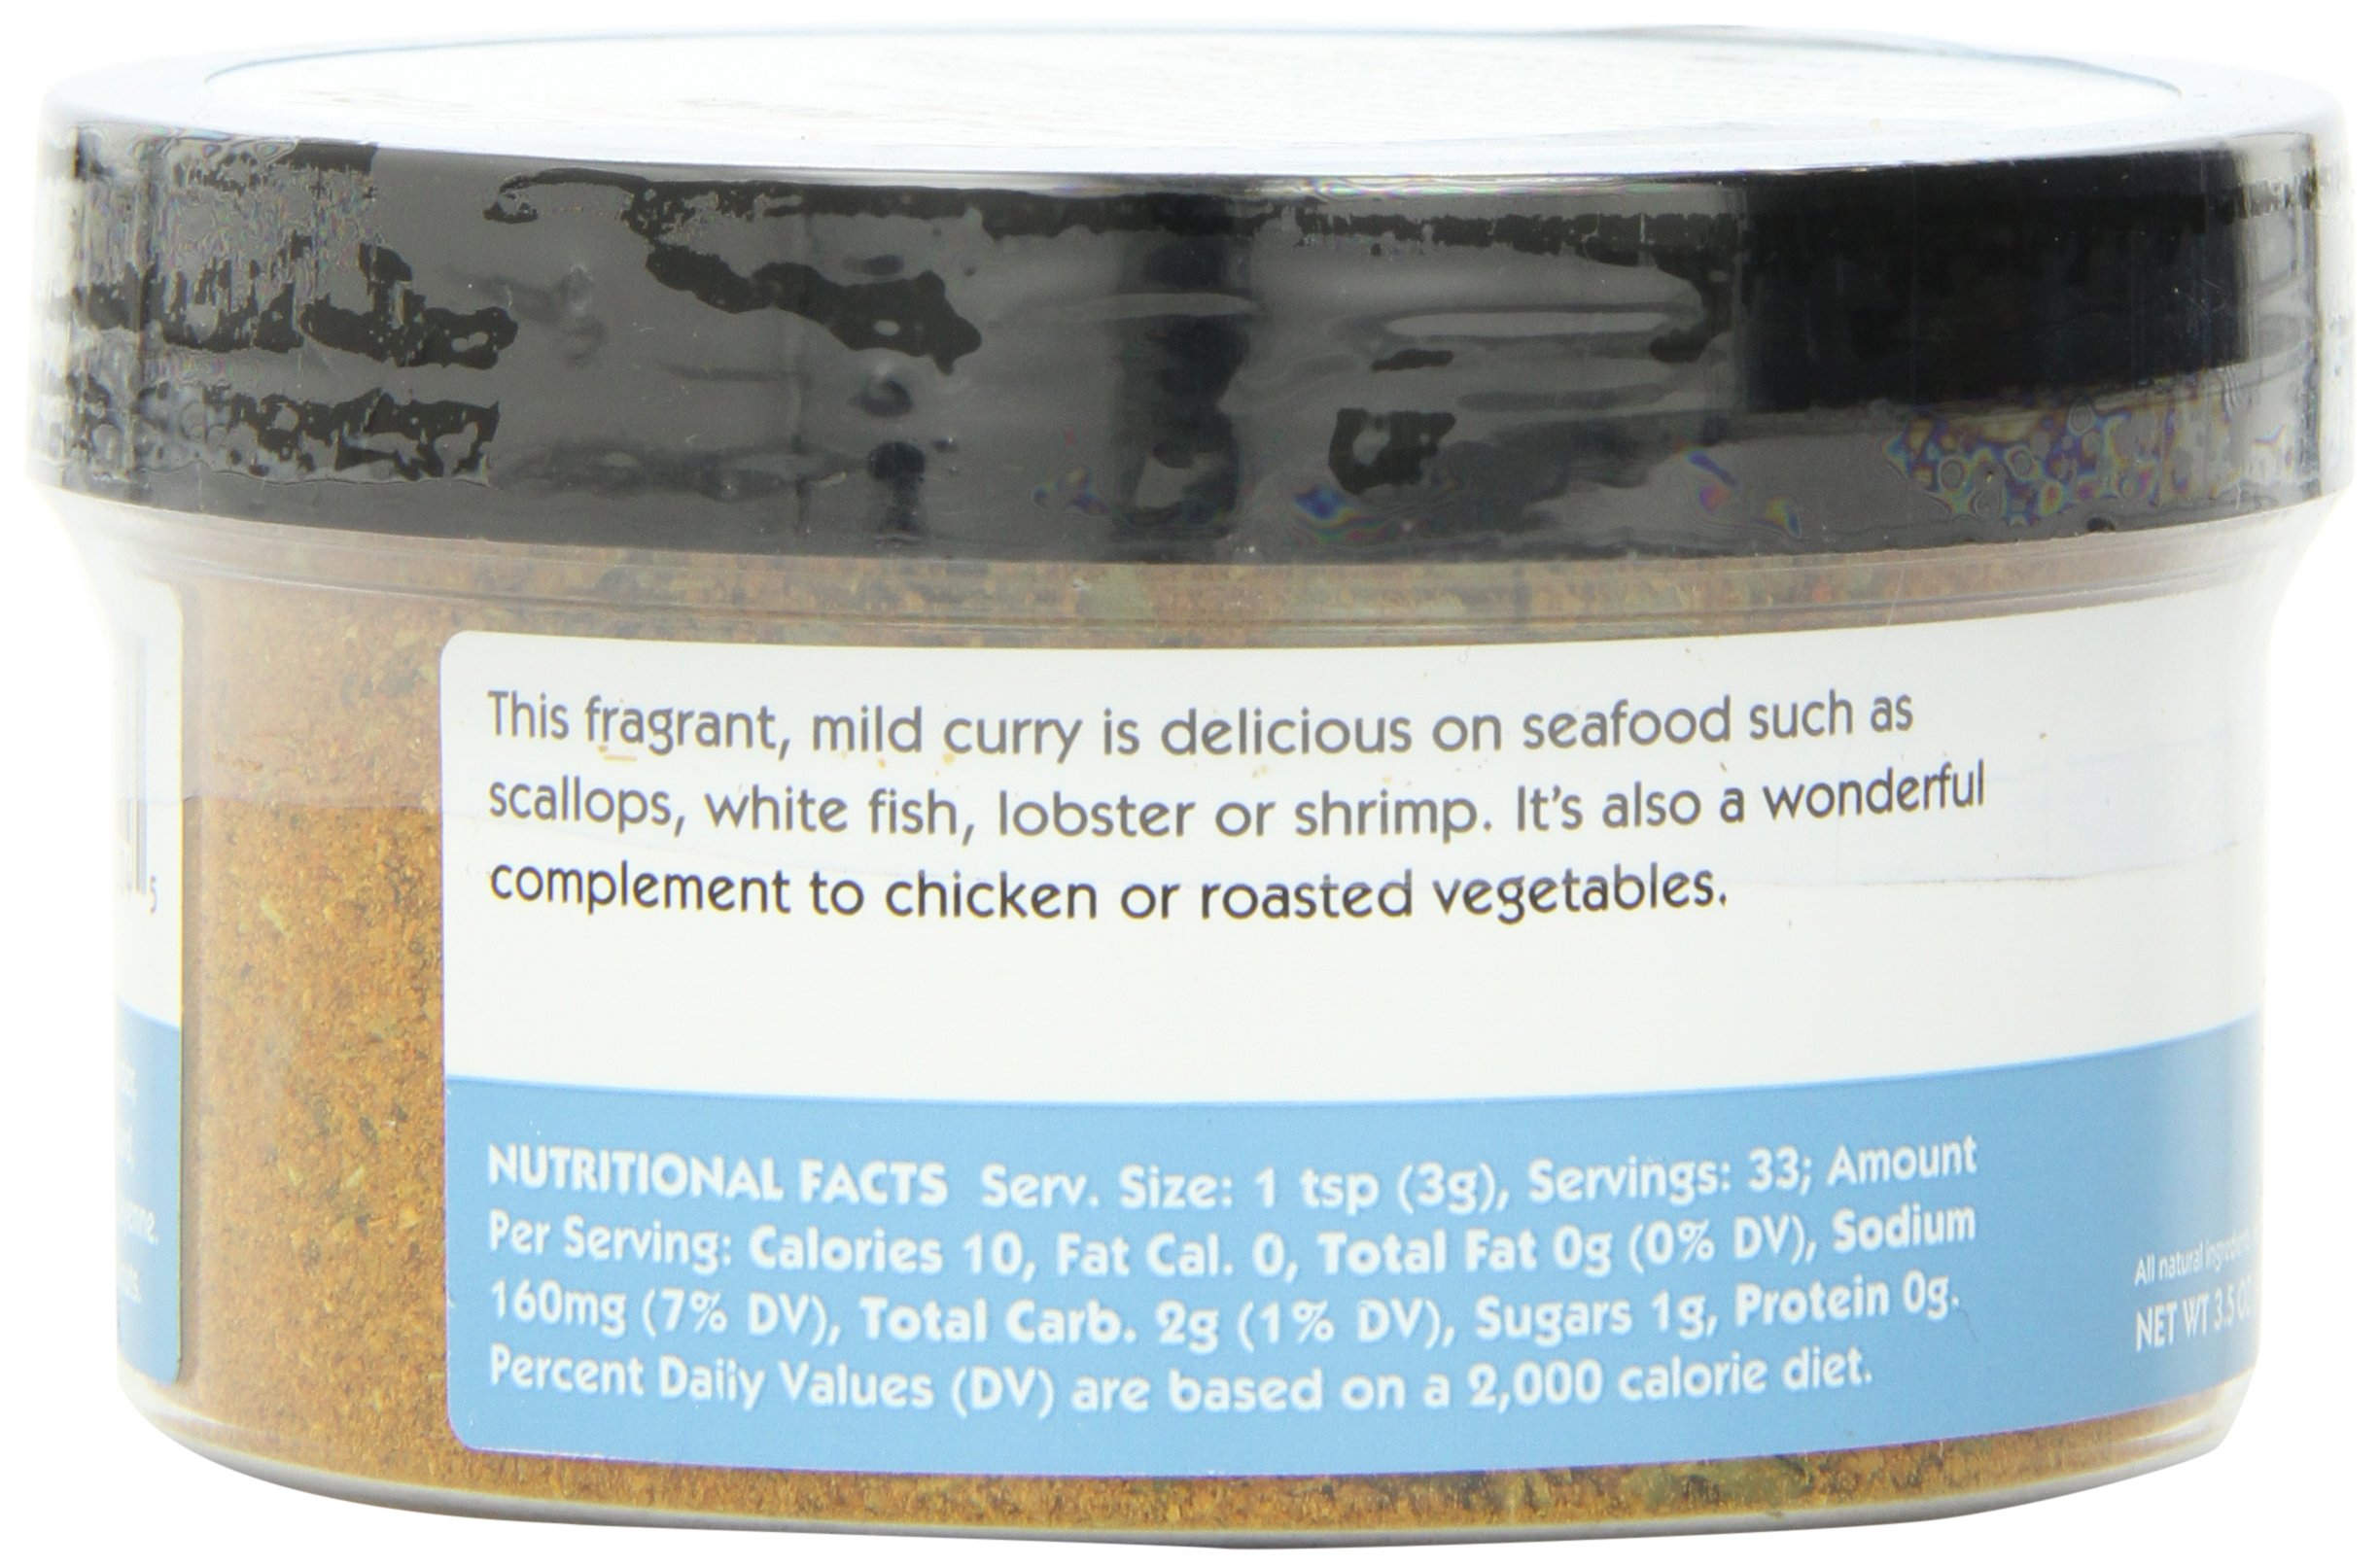 This fragrant, mild curry is delicious on seafood such as
scallops, white fish, lobster or shrimp. It's also a wonderful
complement to chicken or roasted vegetables.
NUTRITIONAL FACTS Serv. Size: 1 tsp (3g), Servings: 33; Amount
Per Serving: Calories 10, Fat Cal. 0, Total Fat 0g (0% DV), Sodium
160mg (7% DV), Total Carb. 2g (1% DV), Sugars 1g, Protein 0g.
Percent Daily Values (DV) are based on a 2,000 calorie diet.
All natural
NET WT 3.5
5